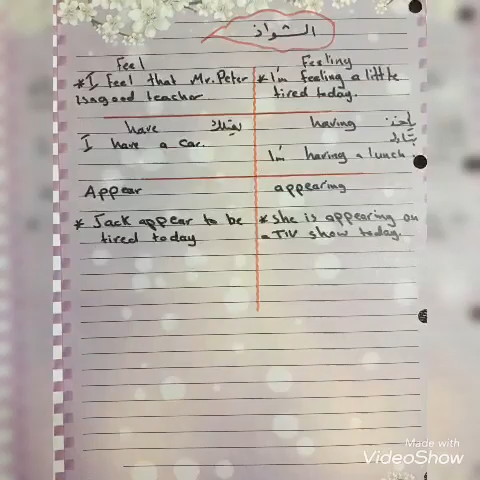 الشواذ
Feel
Feeling
* I feel that Mr. Peter
is a good teacher
* I'm feeling a little
tired today.
have يمتلك
having يأخذ
يتناول
I have a car.
I'm having a lunch
Appear
appearing
* Jack appear to be
tired today
* She is appearing on
a TV show today.
Made with
VideoShow